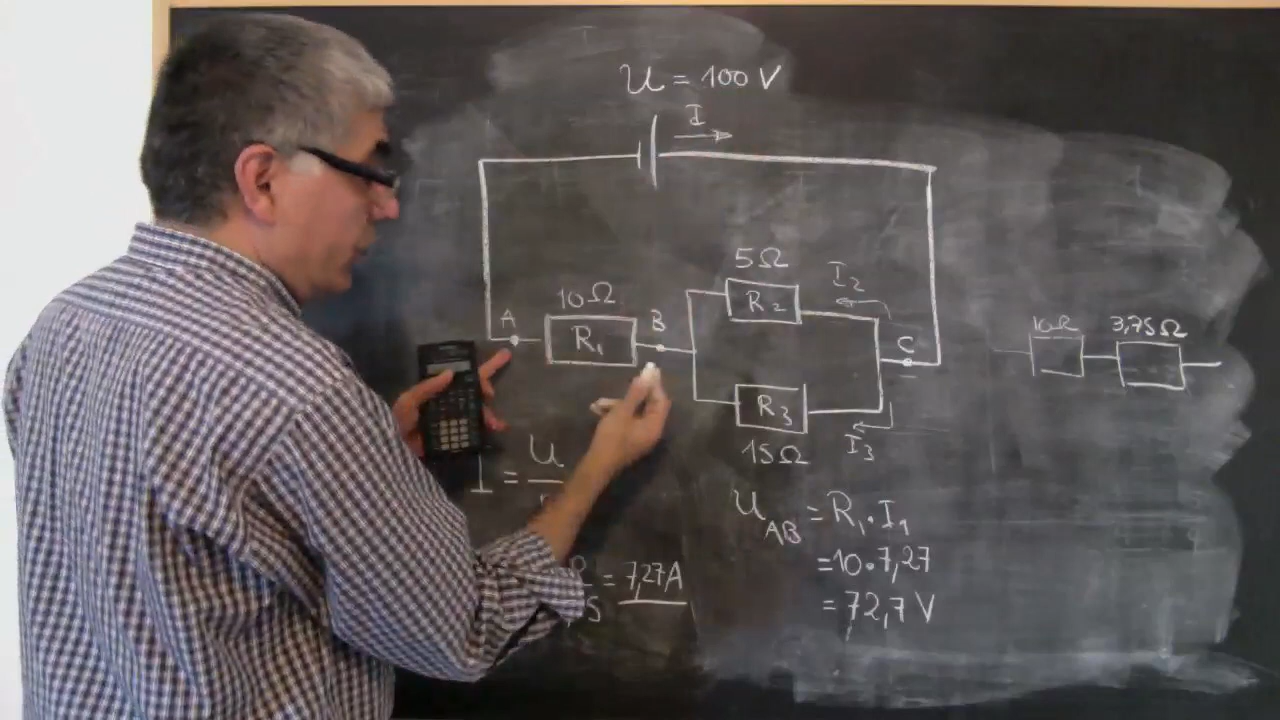 U = 100 V
I
5Ω
I2
R2
10Ω
A
R1
B
C
10Ω
3,75Ω
R3
15Ω
I3
I = U
UAB = R1·I1
= 10·7,27
= 7,27A
= 72,7 V